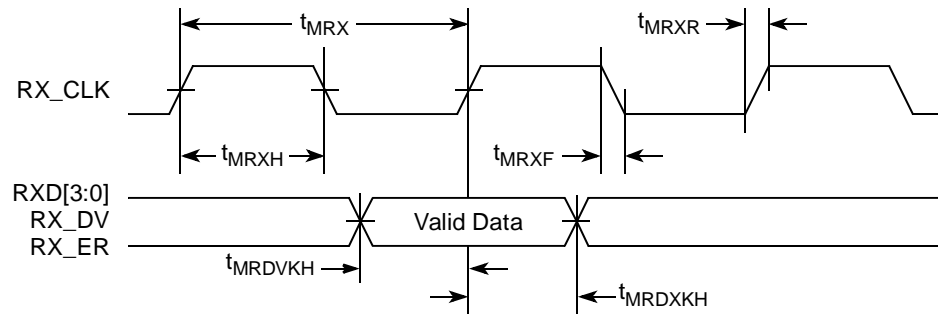 tMRX
tMRXR
RX_CLK
tMRXH
tMRXF
RXD[3:0]
RX_DV
RX_ER
Valid Data
tMRDVKH
tMRDXKH